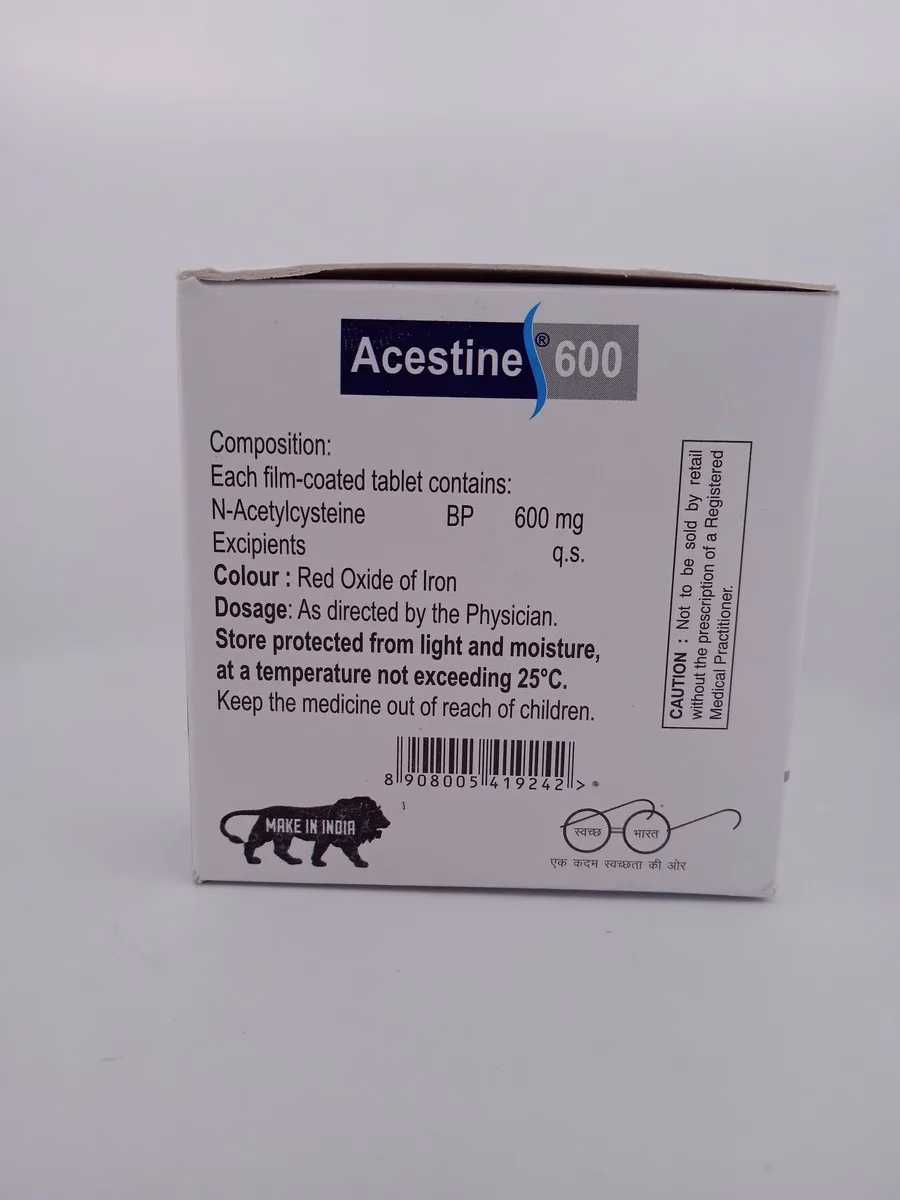 Acestine® 600
Composition:
Each film-coated tablet contains:
N-Acetylcysteine BP 600 mg
Excipients q.s.
Colour : Red Oxide of Iron
Dosage: As directed by the Physician.
Store protected from light and moisture,
at a temperature not exceeding 25°C.
Keep the medicine out of reach of children.
CAUTION : Not to be sold by retail
without the prescription of a Registered
Medical Practitioner.
8 908005 419242 >
MAKE IN INDIA
स्वच्छ भारत
एक कदम स्वच्छता की ओर